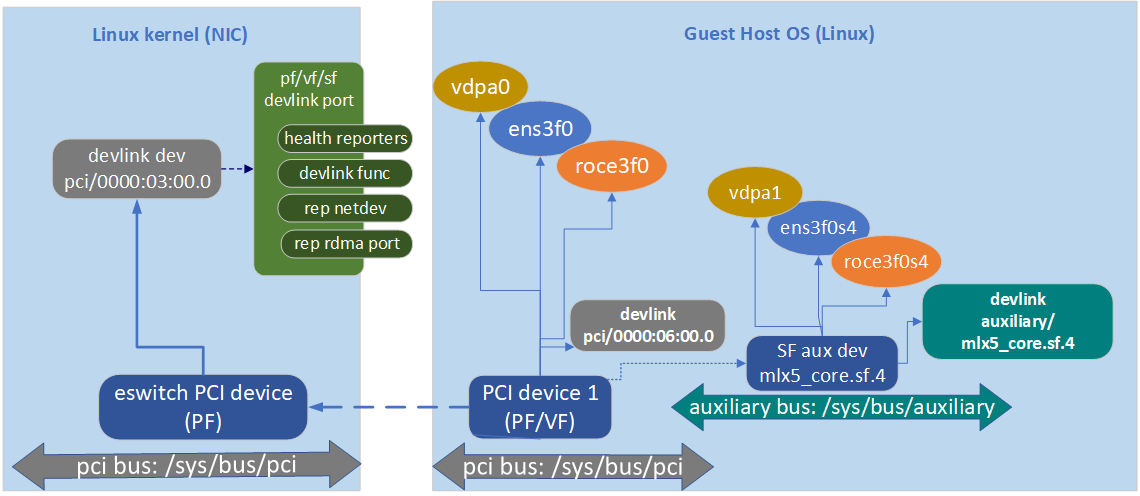 Linux kernel (NIC)
pf/vf/sf
devlink port
health reporters
devlink func
rep netdev
rep rdma port
devlink dev
pci/0000:03:00.0
eswitch PCI device
(PF)
pci bus: /sys/bus/pci
Guest Host OS (Linux)
vdpa0
ens3f0
roce3f0
vdpa1
ens3f0s4
roce3f0s4
devlink
pci/0000:06:00.0
devlink
auxiliary/
mlx5_core.sf.4
SF aux dev
mlx5_core.sf.4
PCI device 1
(PF/VF)
auxiliary bus: /sys/bus/auxiliary
pci bus: /sys/bus/pci